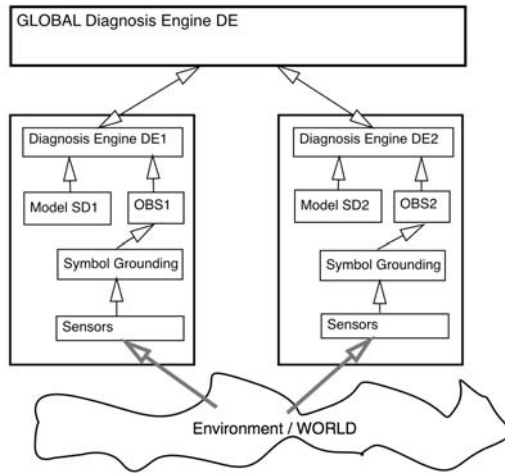 GLOBAL Diagnosis Engine DE
Diagnosis Engine DE1
Model SD1
OBS1
Symbol Grounding
Sensors
Diagnosis Engine DE2
Model SD2
OBS2
Symbol Grounding
Sensors
Environment / WORLD